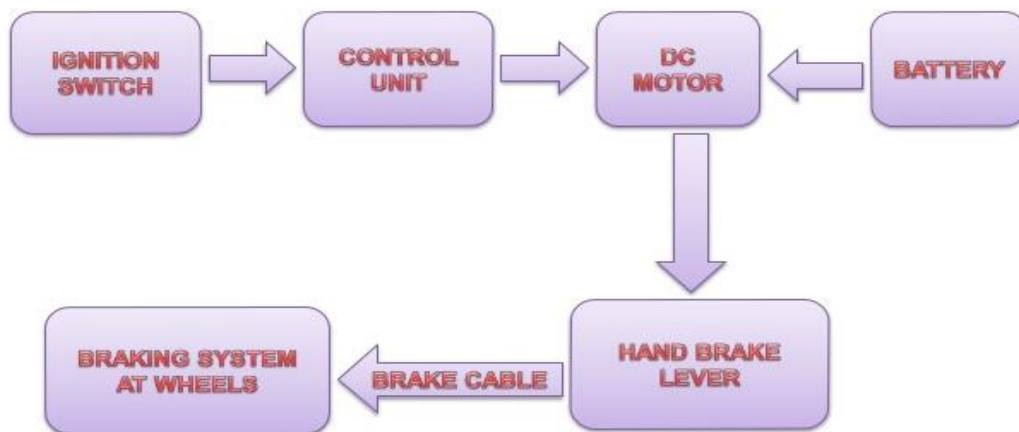 IGNITION
SWITCH
CONTROL
UNIT
DC
MOTOR
BATTERY
HAND BRAKE
LEVER
BRAKE CABLE
BRAKING SYSTEM
AT WHEELS